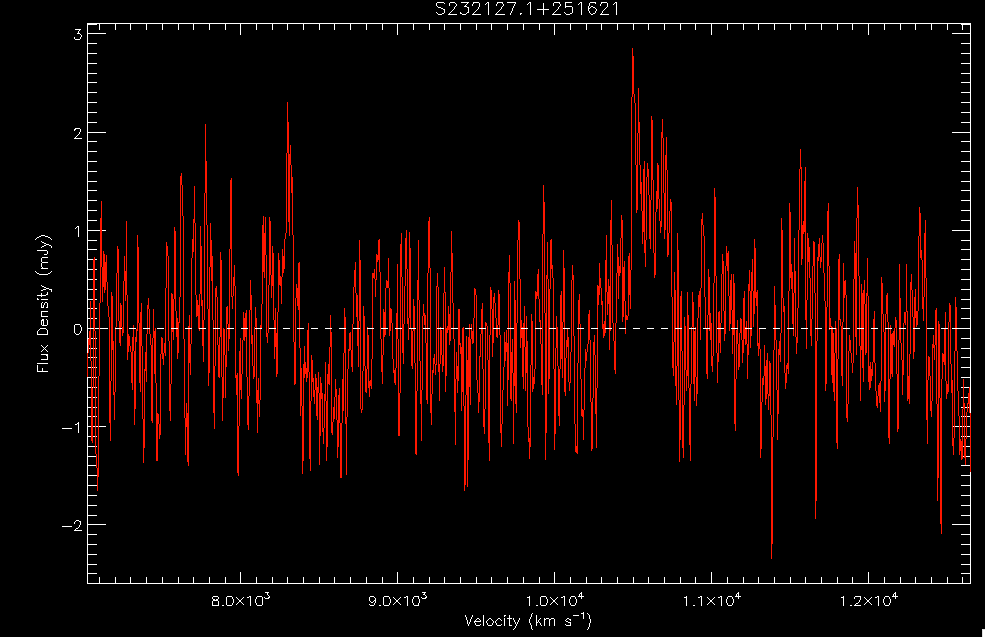 S232127.1+251621
3
2
1
0
−1
−2
Flux Density (mJy)
8.0×10³ 9.0×10³ 1.0×10⁴ 1.1×10⁴ 1.2×10⁴
Velocity (km s⁻¹)